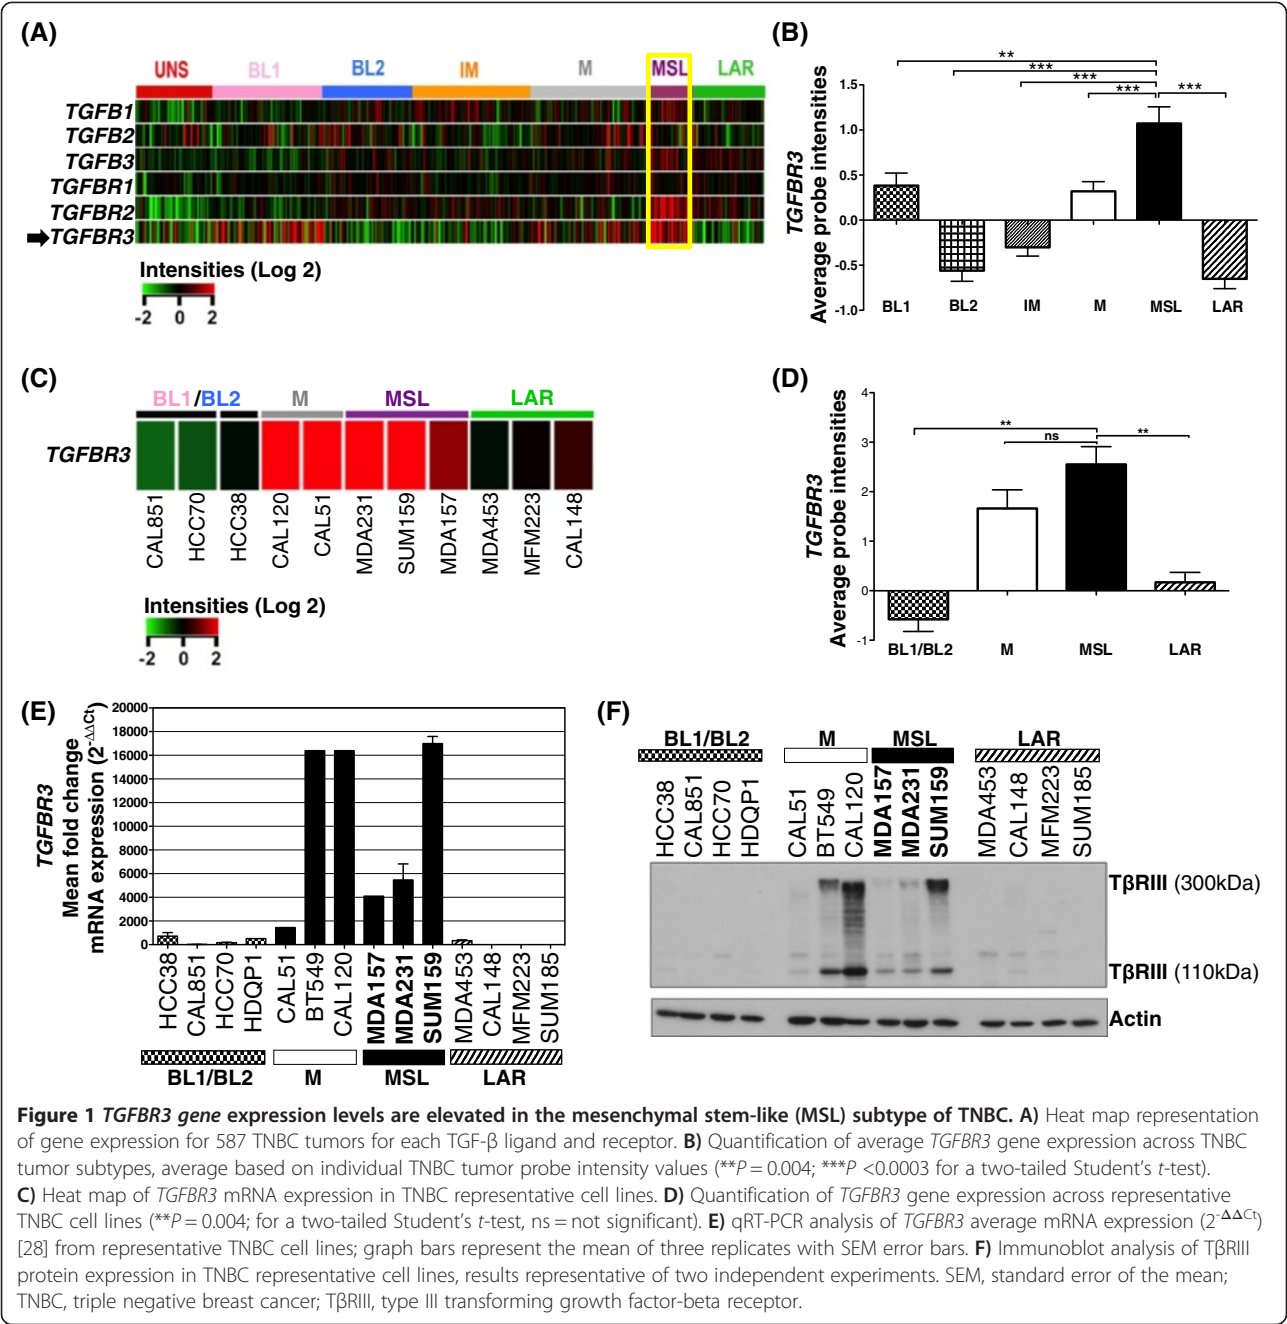 (A)
UNS BL1 BL2 IM M MSL LAR
TGFB1
TGFB2
TGFB3
TGFBR1
TGFBR2
TGFBR3
Intensities (Log 2)
-2 0 2
(B)
** 
***
***
*** ***
TGFBR3
Average probe intensities
1.5
1.0
0.5
0.0
-0.5
-1.0
BL1 BL2 IM M MSL LAR
(C)
BL1/BL2 M MSL LAR
TGFBR3
CAL851 HCC70 HCC38 CAL120 CAL51 MDA231 SUM159 MDA157 MDA453 MFM223 CAL148
Intensities (Log 2)
-2 0 2
(D)
** 
ns **
TGFBR3
Average probe intensities
4
3
2
1
0
-1
BL1/BL2 M MSL LAR
(E)
TGFBR3
Mean fold change
mRNA expression (2-ΔΔCt)
20000
18000
16000
14000
12000
10000
8000
6000
4000
2000
0
HCC38 CAL851 HCC70 HDQP1 CAL51 BT549 CAL120 MDA157 MDA231 SUM159 MDA453 CAL148 MFM223 SUM185
BL1/BL2 M MSL LAR
(F)
BL1/BL2 M MSL LAR
HCC38 CAL851 HCC70 HDQP1 CAL51 BT549 CAL120 MDA157 MDA231 SUM159 MDA453 CAL148 MFM223 SUM185
TβRIII (300kDa)
TβRIII (110kDa)
Actin
Figure 1 TGFBR3 gene expression levels are elevated in the mesenchymal stem-like (MSL) subtype of TNBC. A) Heat map representation
of gene expression for 587 TNBC tumors for each TGF-β ligand and receptor. B) Quantification of average TGFBR3 gene expression across TNBC
tumor subtypes, average based on individual TNBC tumor probe intensity values (**P = 0.004; ***P <0.0003 for a two-tailed Student's t-test).
C) Heat map of TGFBR3 mRNA expression in TNBC representative cell lines. D) Quantification of TGFBR3 gene expression across representative
TNBC cell lines (**P = 0.004; for a two-tailed Student's t-test, ns = not significant). E) qRT-PCR analysis of TGFBR3 average mRNA expression (2-ΔΔCt)
[28] from representative TNBC cell lines; graph bars represent the mean of three replicates with SEM error bars. F) Immunoblot analysis of TβRIII
protein expression in TNBC representative cell lines, results representative of two independent experiments. SEM, standard error of the mean;
TNBC, triple negative breast cancer; TβRIII, type III transforming growth factor-beta receptor.